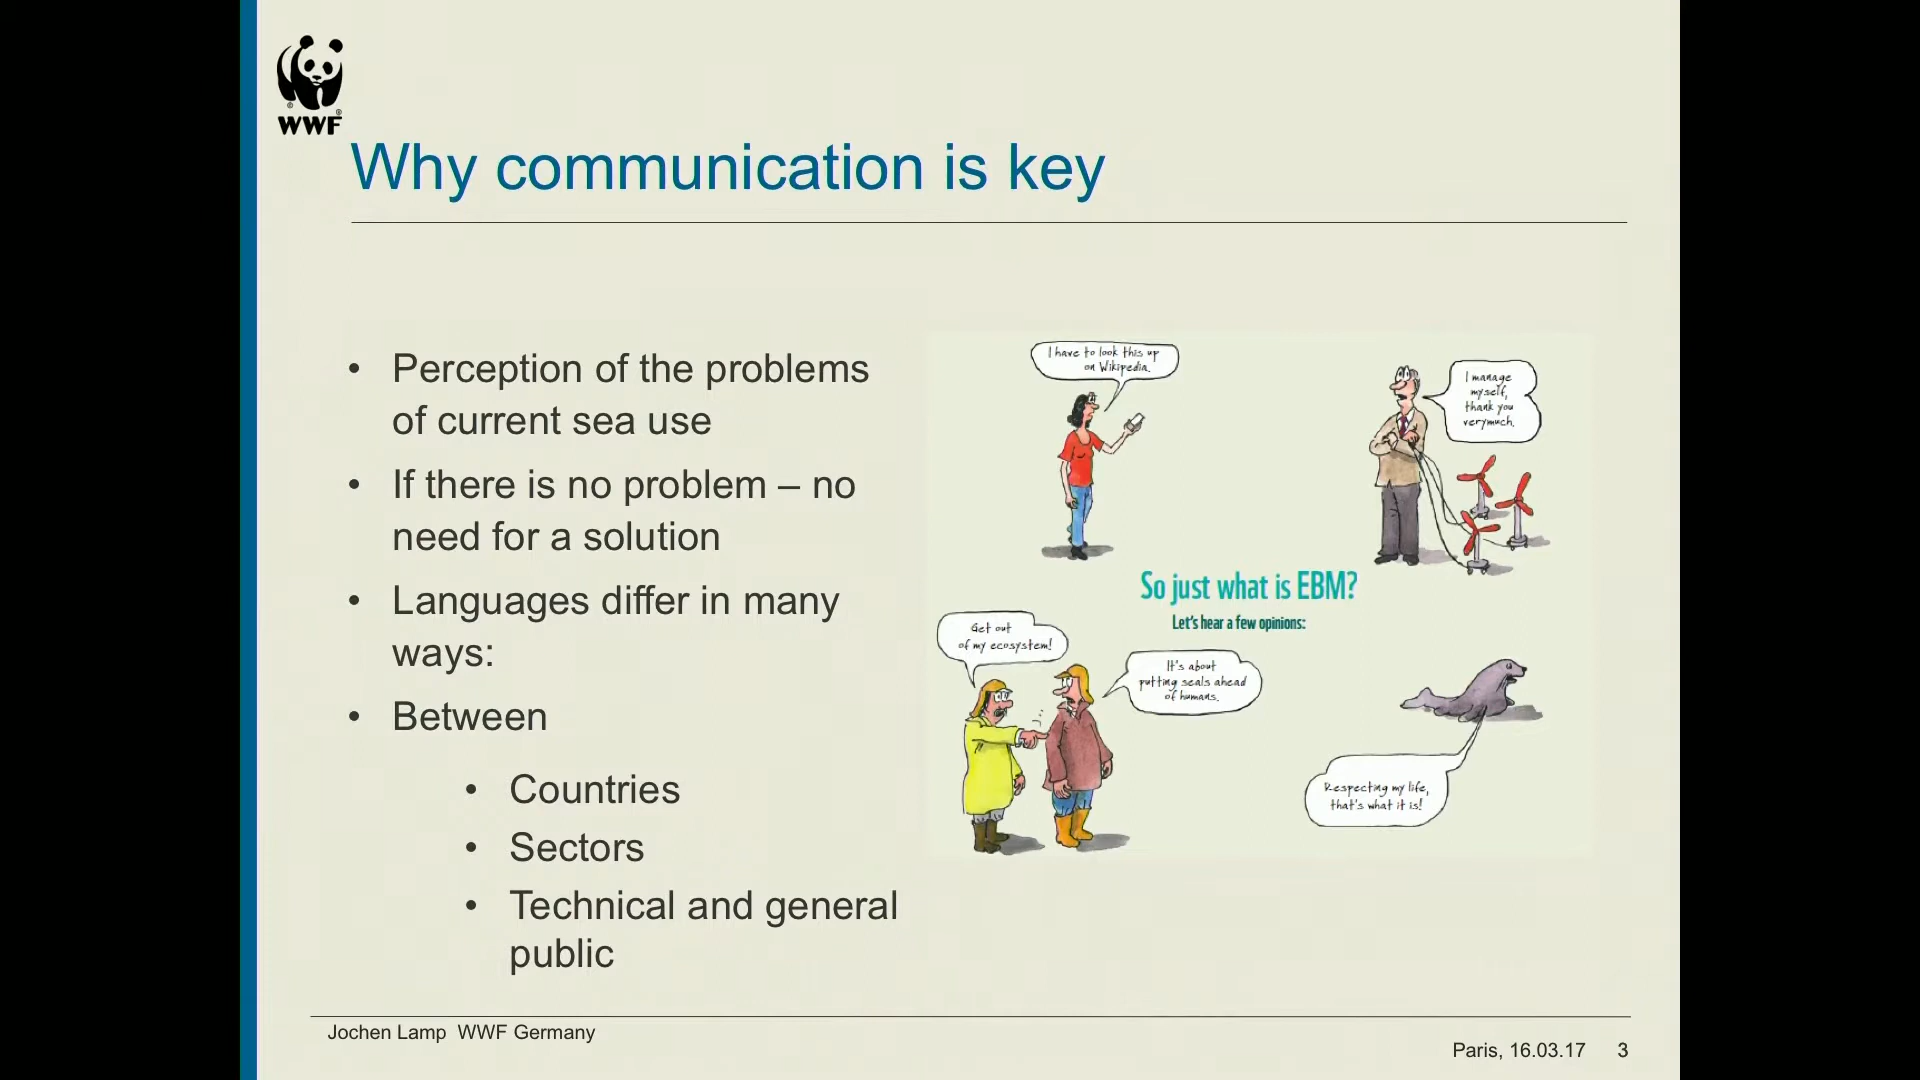 WWF
Why communication is key
• Perception of the problems
of current sea use
• If there is no problem – no
need for a solution
• Languages differ in many
ways:
• Between
• Countries
• Sectors
• Technical and general
public
I have to look this up
on Wikipedia.
I manage
myself,
thank you
verymuch.
So just what is EBM?
Let's hear a few opinions:
Get out
of my ecosystem!
It's about
putting seals ahead
of humans.
Respecting my life,
that's what it is!
Jochen Lamp WWF Germany
Paris, 16.03.17 3